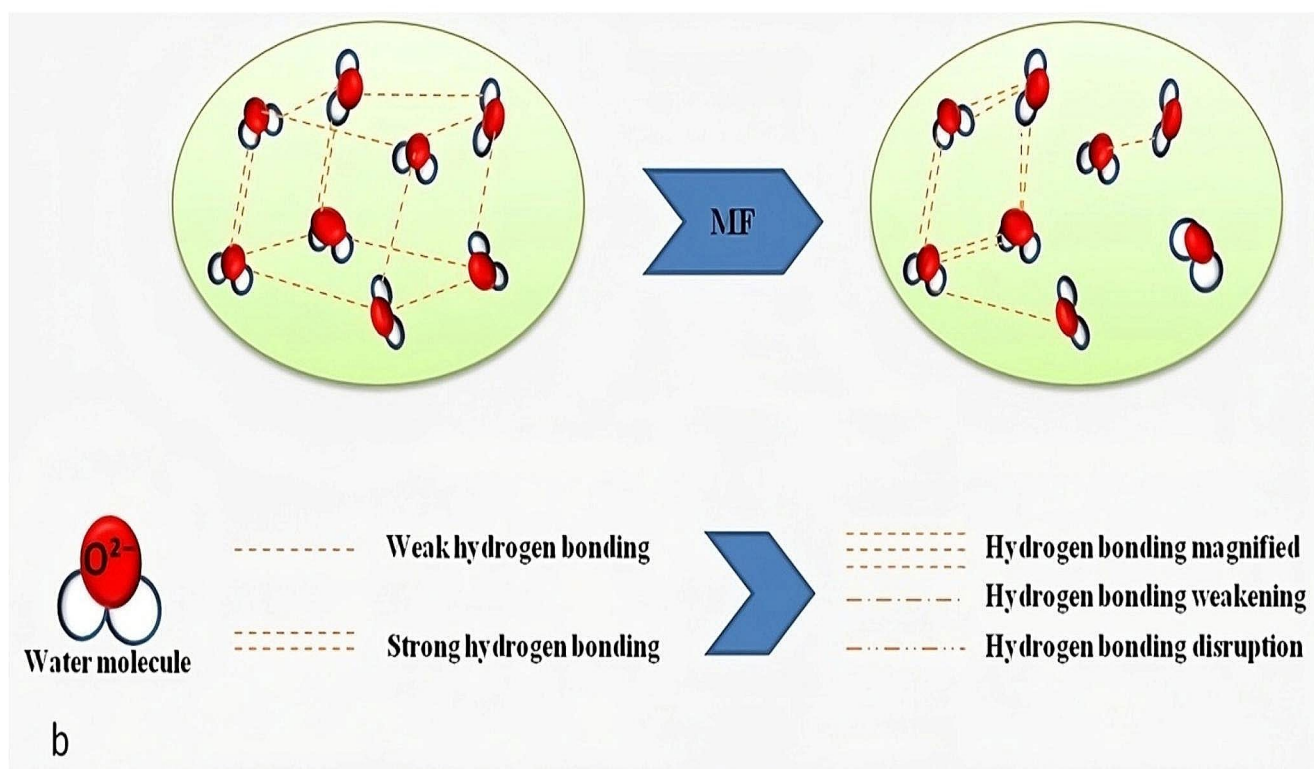 MF
O²⁻
Water molecule
Weak hydrogen bonding
Strong hydrogen bonding
Hydrogen bonding magnified
Hydrogen bonding weakening
Hydrogen bonding disruption
b